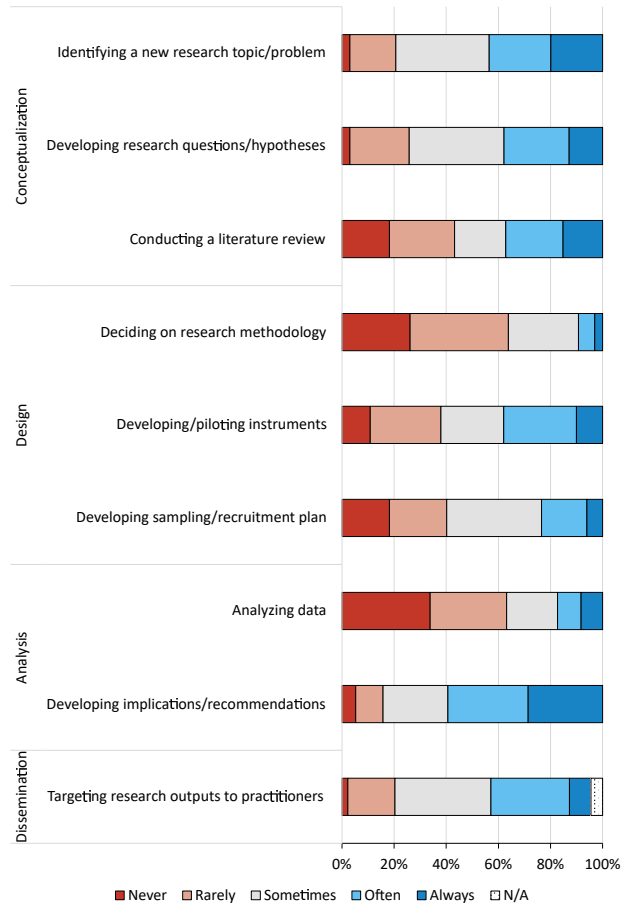 Conceptualization
Identifying a new research topic/problem
Developing research questions/hypotheses
Conducting a literature review
Design
Deciding on research methodology
Developing/piloting instruments
Developing sampling/recruitment plan
Analysis
Analyzing data
Developing implications/recommendations
Dissemination
Targeting research outputs to practitioners
0% 20% 40% 60% 80% 100%
Never Rarely Sometimes Often Always N/A